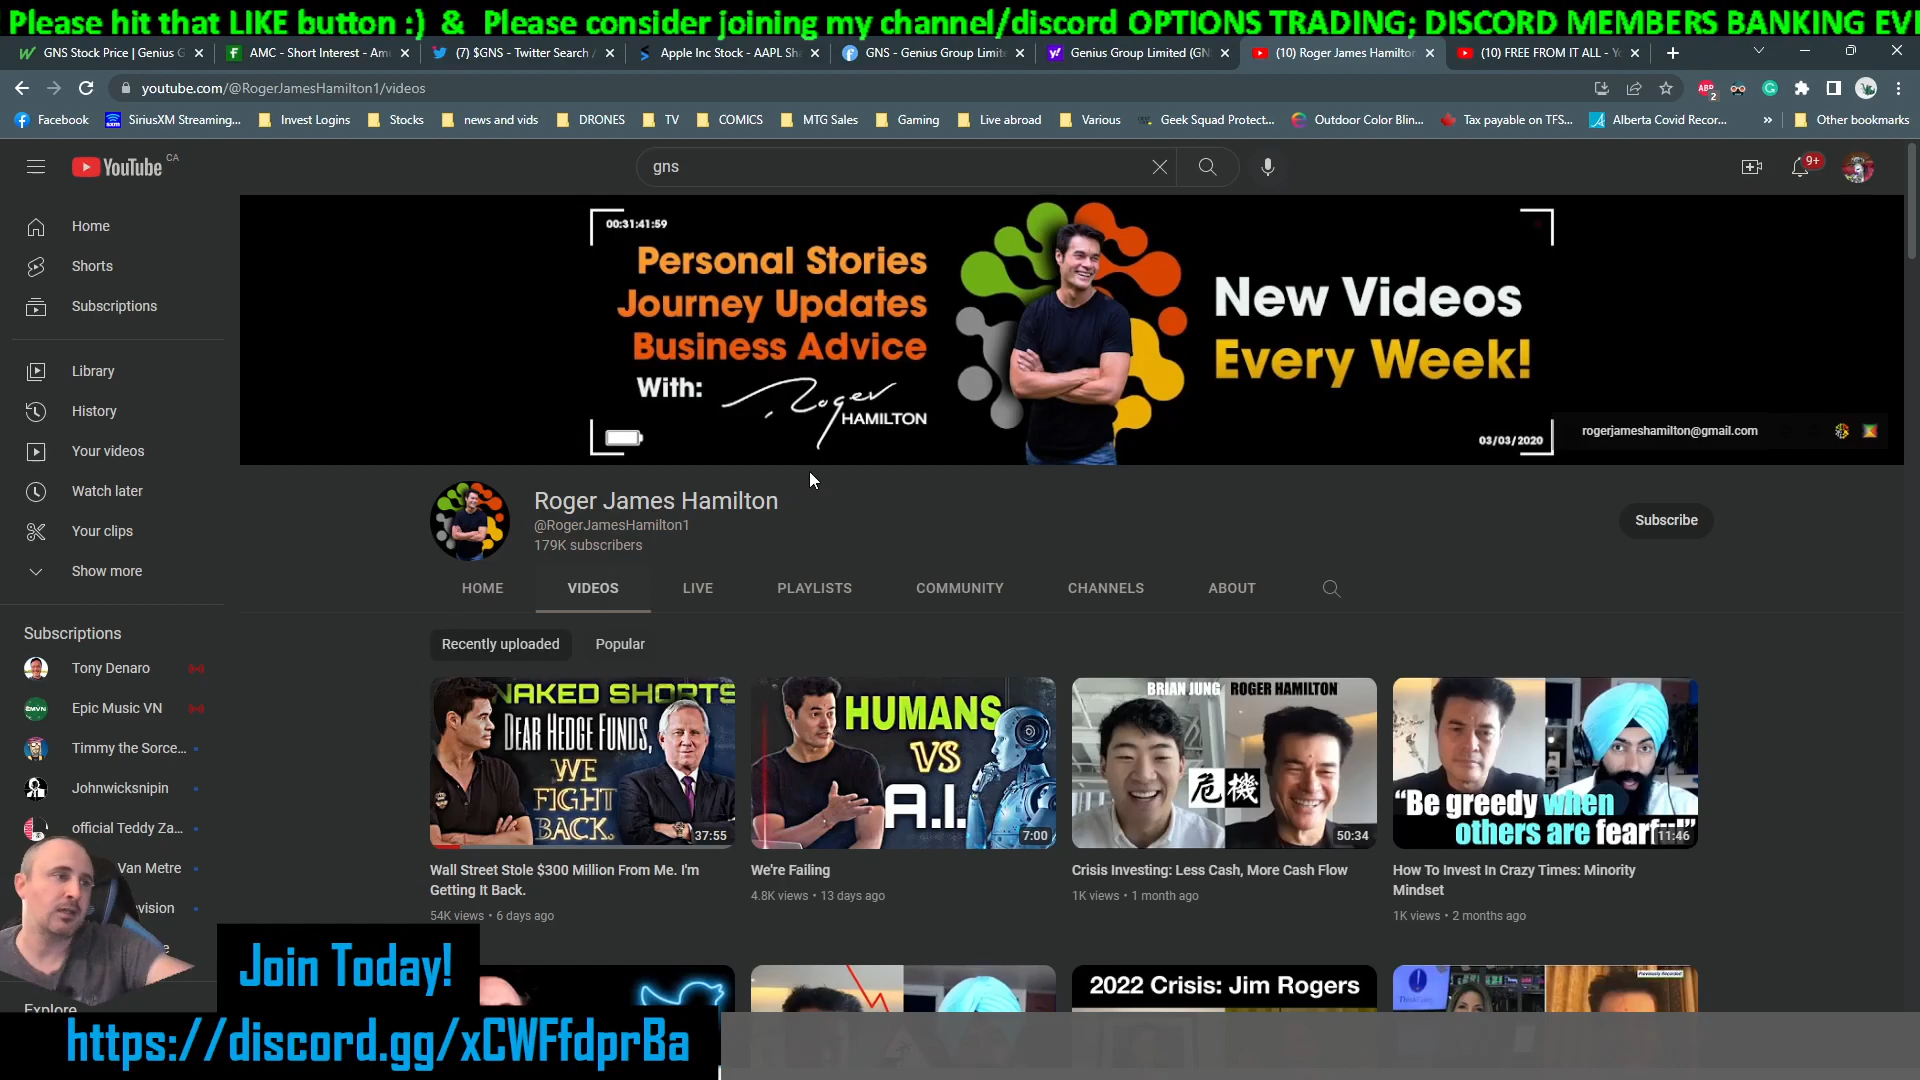 Please hit that LIKE button :) & Please consider joining my channel/discord OPTIONS TRADING; DISCORD MEMBERS BANKING
GNS Stock Price | Genius G
AMC - Short Interest - Am
(7) $GNS - Twitter Search /
Apple Inc Stock - AAPL Sha
GNS - Genius Group Limit
Genius Group Limited (GN
(10) Roger James Hamilton
(10) FREE FROM IT ALL - Yo
youtube.com/@RogerJamesHamilton1/videos
Facebook
SiriusXM Streaming...
Invest Logins
Stocks
news and vids
DRONES
TV
COMICS
MTG Sales
Gaming
Live abroad
Various
Geek Squad Protect...
Outdoor Color Blin...
Tax payable on TFS...
Alberta Covid Recor...
»
Other bookmarks
YouTube CA
gns
9+
Home
Shorts
Subscriptions
Library
History
Your videos
Watch later
Your clips
Show more
Subscriptions
Tony Denaro
Epic Music VN
Timmy the Sorce...
Johnwicksnipin
official Teddy Za...
Van Metre
evision
Explore
00:31:41:59
Personal Stories
Journey Updates
Business Advice
With: Roger
HAMILTON
New Videos
Every Week!
03/03/2020
rogerjameshamilton@gmail.com
Roger James Hamilton
@RogerJamesHamilton1
179K subscribers
Subscribe
HOME
VIDEOS
LIVE
PLAYLISTS
COMMUNITY
CHANNELS
ABOUT
Recently uploaded
Popular
NAKED SHORTS
DEAR HEDGE FUNDS,
WE
FIGHT
BACK.
37:55
Wall Street Stole $300 Million From Me. I'm
Getting It Back.
54K views • 6 days ago
HUMANS
VS
A.I.
7:00
We're Failing
4.8K views • 13 days ago
BRIAN JUNG ROGER HAMILTON
危機
50:34
Crisis Investing: Less Cash, More Cash Flow
1K views • 1 month ago
"Be greedy when
others are fearful"
11:46
How To Invest In Crazy Times: Minority
Mindset
1K views • 2 months ago
2022 Crisis: Jim Rogers
Join Today!
https://discord.gg/xCWFfdprBa